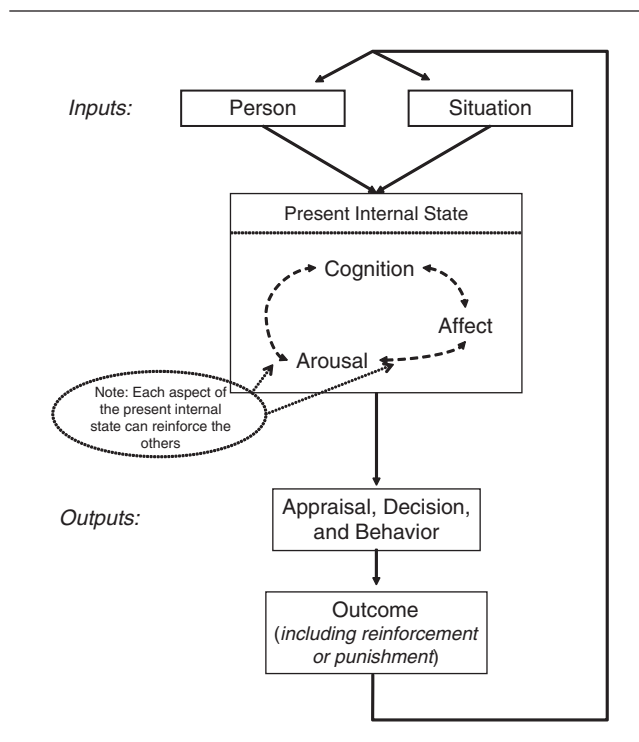 Inputs:
Person
Situation
Present Internal State
Cognition
Affect
Arousal
Note: Each aspect of
the present internal
state can reinforce the
others
Outputs:
Appraisal, Decision,
and Behavior
Outcome
(including reinforcement
or punishment)